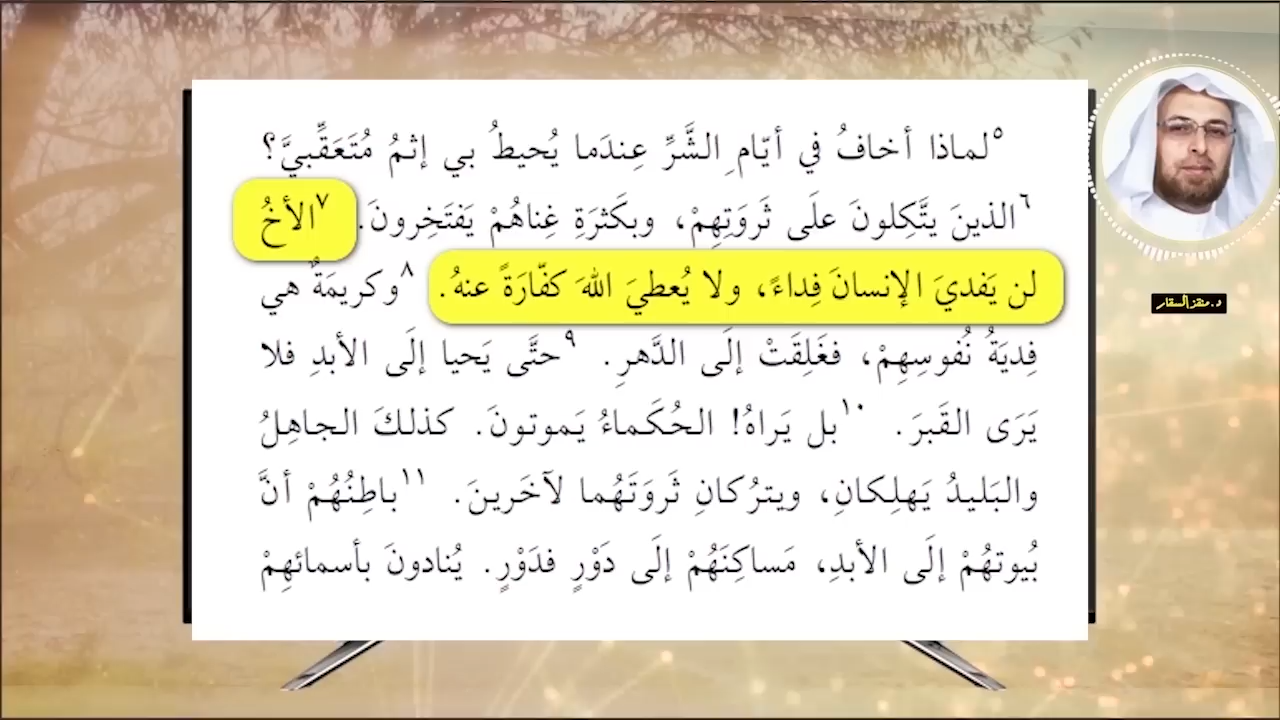 ٥لماذا أخافُ في أيّامِ الشَّرِّ عِندَما يُحيطُ بي إثمُ مُتَعَقِّبيَّ؟
٦الذينَ يتَّكِلونَ علَى ثَروَتِهِمْ، وبكَثرَةِ غِناهُمْ يَفتَخِرونَ. ٧الأخُ
لن يَفديَ الإنسانَ فِداءً، ولا يُعطيَ اللهَ كفّارَةً عنهُ. ٨وكريمَةٌ هي
فِديَةُ نُفوسِهِمْ، فغَلِقَتْ إلَى الدَّهرِ. ٩حتَّى يَحيا إلَى الأبدِ فلا
يَرَى القَبرَ. ١٠بل يَراهُ! الحُكَماءُ يَموتونَ. كذلكَ الجاهِلُ
والبَليدُ يَهلِكانِ، ويترُكانِ ثَروَتَهُما لآخَرينَ. ١١باطِنُهُمْ أنَّ
بُيوتهُمْ إلَى الأبدِ، مَساكِنَهُمْ إلَى دَوْرٍ فدَوْرٍ. يُنادونَ بأسمائهِمْ
د.منقذ السقار